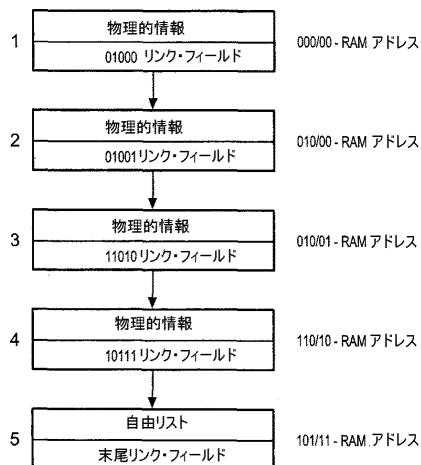 1
物理的情報
01000 リンク・フィールド
000/00 - RAM アドレス
2
物理的情報
01001 リンク・フィールド
010/00 - RAM アドレス
3
物理的情報
11010 リンク・フィールド
010/01 - RAM アドレス
4
物理的情報
10111 リンク・フィールド
110/10 - RAM アドレス
5
自由リスト
末尾リンク・フィールド
101/11 - RAM アドレス